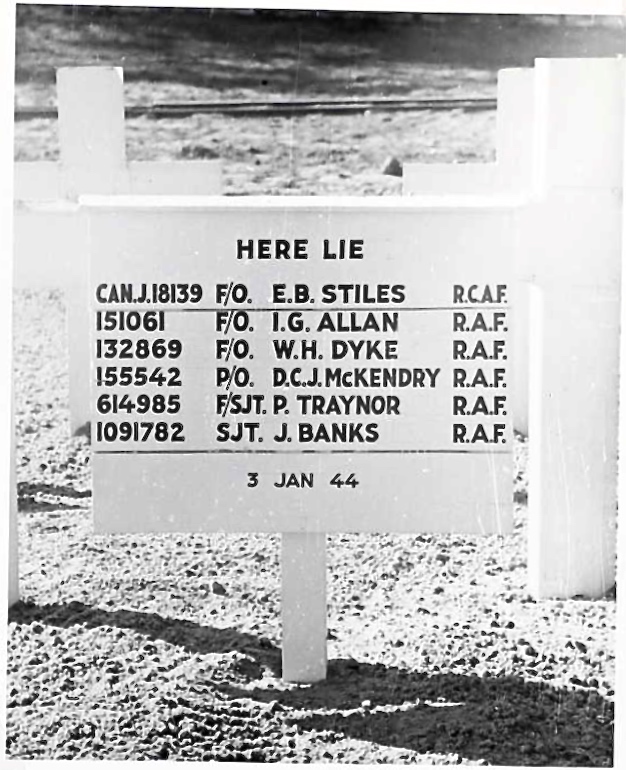 HERE LIE
CAN.J.18139 F/O. E.B. STILES R.C.A.F.
151061 F/O. I.G. ALLAN R.A.F.
132869 F/O. W.H. DYKE R.A.F.
155542 P/O. D.C.J. McKENDRY R.A.F.
614985 F/SJT. P. TRAYNOR R.A.F.
1091782 SJT. J. BANKS R.A.F.
3 JAN 44